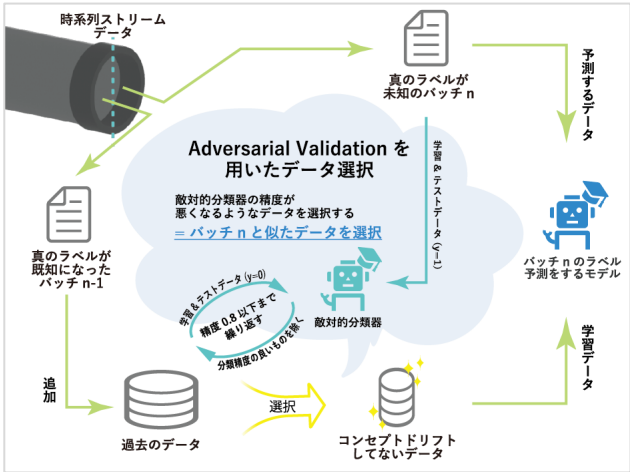 時系列ストリーム
データ
真のラベルが
未知のバッチ n
予測するデータ
Adversarial Validation を
用いたデータ選択
敵対的分類器の精度が
悪くなるようなデータを選択する
= バッチ n と似たデータを選択
学習 & テストデータ (y=1)
真のラベルが
既知になった
バッチ n-1
バッチ n のラベル
予測をするモデル
学習 & テストデータ (y=0)
精度 0.8 以下まで
繰り返す
分類精度の良いものを除く
敵対的分類器
追加
学習データ
過去のデータ
選択
コンセプトドリフト
してないデータ